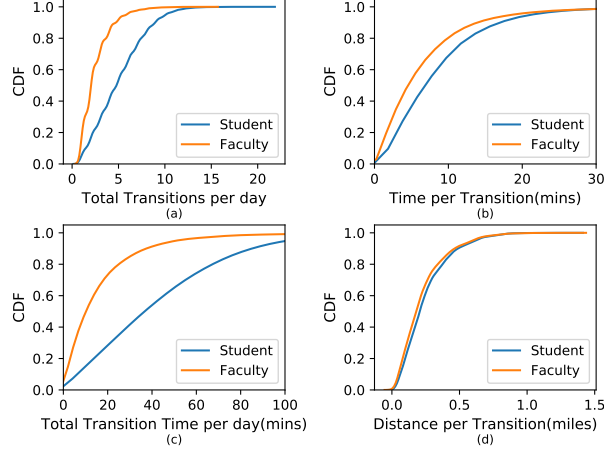 1.0
0.8
0.6
0.4
0.2
0.0
CDF
Student
Faculty
0 5 10 15 20
Total Transitions per day
(a)
1.0
0.8
0.6
0.4
0.2
0.0
CDF
Student
Faculty
0 10 20 30
Time per Transition(mins)
(b)
1.0
0.8
0.6
0.4
0.2
0.0
CDF
Student
Faculty
0 20 40 60 80 100
Total Transition Time per day(mins)
(c)
1.0
0.8
0.6
0.4
0.2
0.0
CDF
Student
Faculty
0.0 0.5 1.0 1.5
Distance per Transition(miles)
(d)